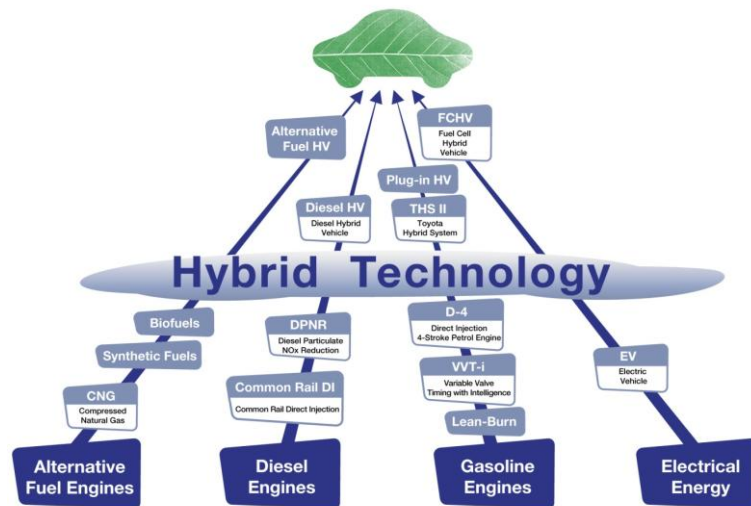 FCHV
Fuel Cell
Hybrid
Vehicle
Alternative
Fuel HV
Plug-in HV
Diesel HV
Diesel Hybrid
Vehicle
THS II
Toyota
Hybrid System
Hybrid Technology
Biofuels
Synthetic Fuels
CNG
Compressed
Natural Gas
DPNR
Diesel Particulate
NOx Reduction
Common Rail DI
Common Rail Direct Injection
D-4
Direct Injection
4-Stroke Petrol Engine
VVT-i
Variable Valve
Timing with Intelligence
Lean-Burn
EV
Electric
Vehicle
Alternative
Fuel Engines
Diesel
Engines
Gasoline
Engines
Electrical
Energy